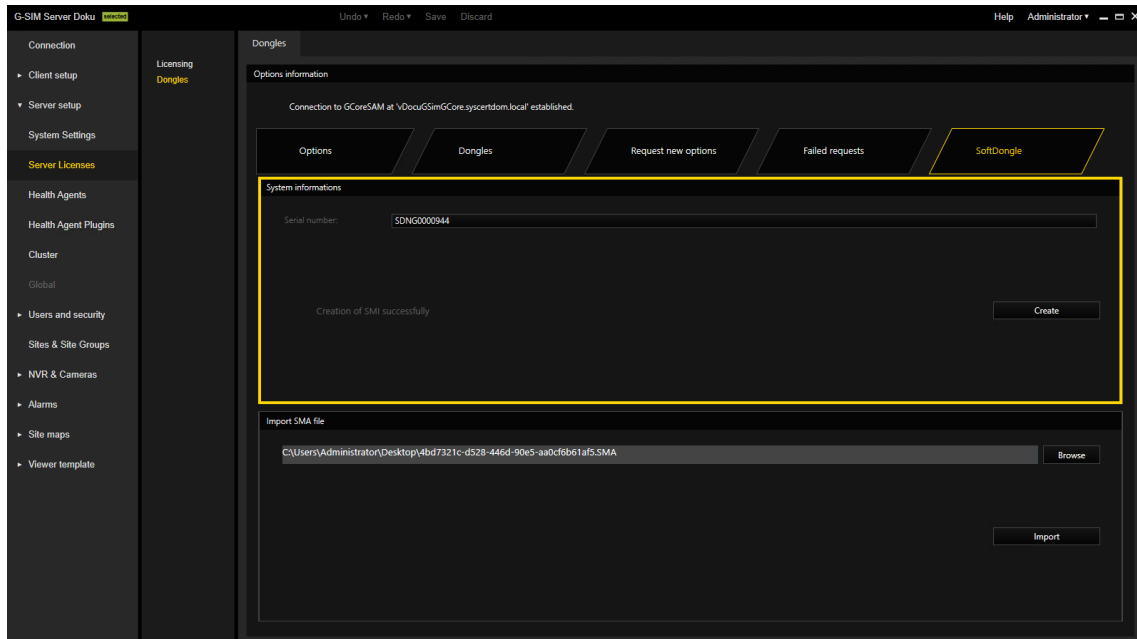 G-SIM Server Doku selected Undo Redo Save Discard Help Administrator
Connection
Client setup
Server setup
System Settings
Server Licenses
Health Agents
Health Agent Plugins
Cluster
Global
Users and security
Sites & Site Groups
NVR & Cameras
Alarms
Site maps
Viewer template
Licensing
Dongles
Dongles
Options information
Connection to GCoreSAM at 'vDocuGSimGCore.syscertdom.local' established.
Options Dongles Request new options Failed requests SoftDongle
System informations
Serial number: SDNG0000944
Creation of SMI successfully Create
Import SMA file
C:\Users\Administrator\Desktop\4bd7321c-d528-446d-90e5-aa0cf6b61af5.SMA Browse
Import